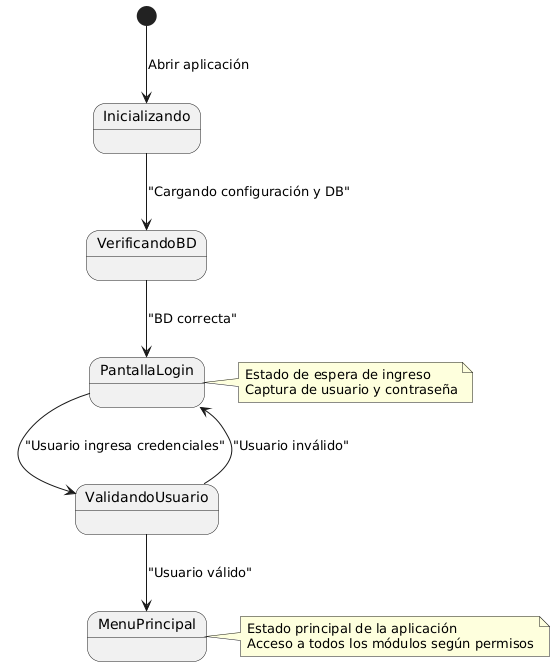 Abrir aplicación
Inicializando
"Cargando configuración y DB"
VerificandoBD
"BD correcta"
PantallaLogin
Estado de espera de ingreso
Captura de usuario y contraseña
"Usuario ingresa credenciales"
"Usuario inválido"
ValidandoUsuario
"Usuario válido"
MenuPrincipal
Estado principal de la aplicación
Acceso a todos los módulos según permisos